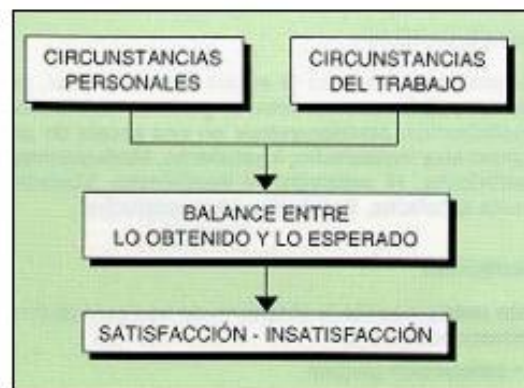 CIRCUNSTANCIAS
PERSONALES
CIRCUNSTANCIAS
DEL TRABAJO
BALANCE ENTRE
LO OBTENIDO Y LO ESPERADO
SATISFACCIÓN - INSATISFACCIÓN